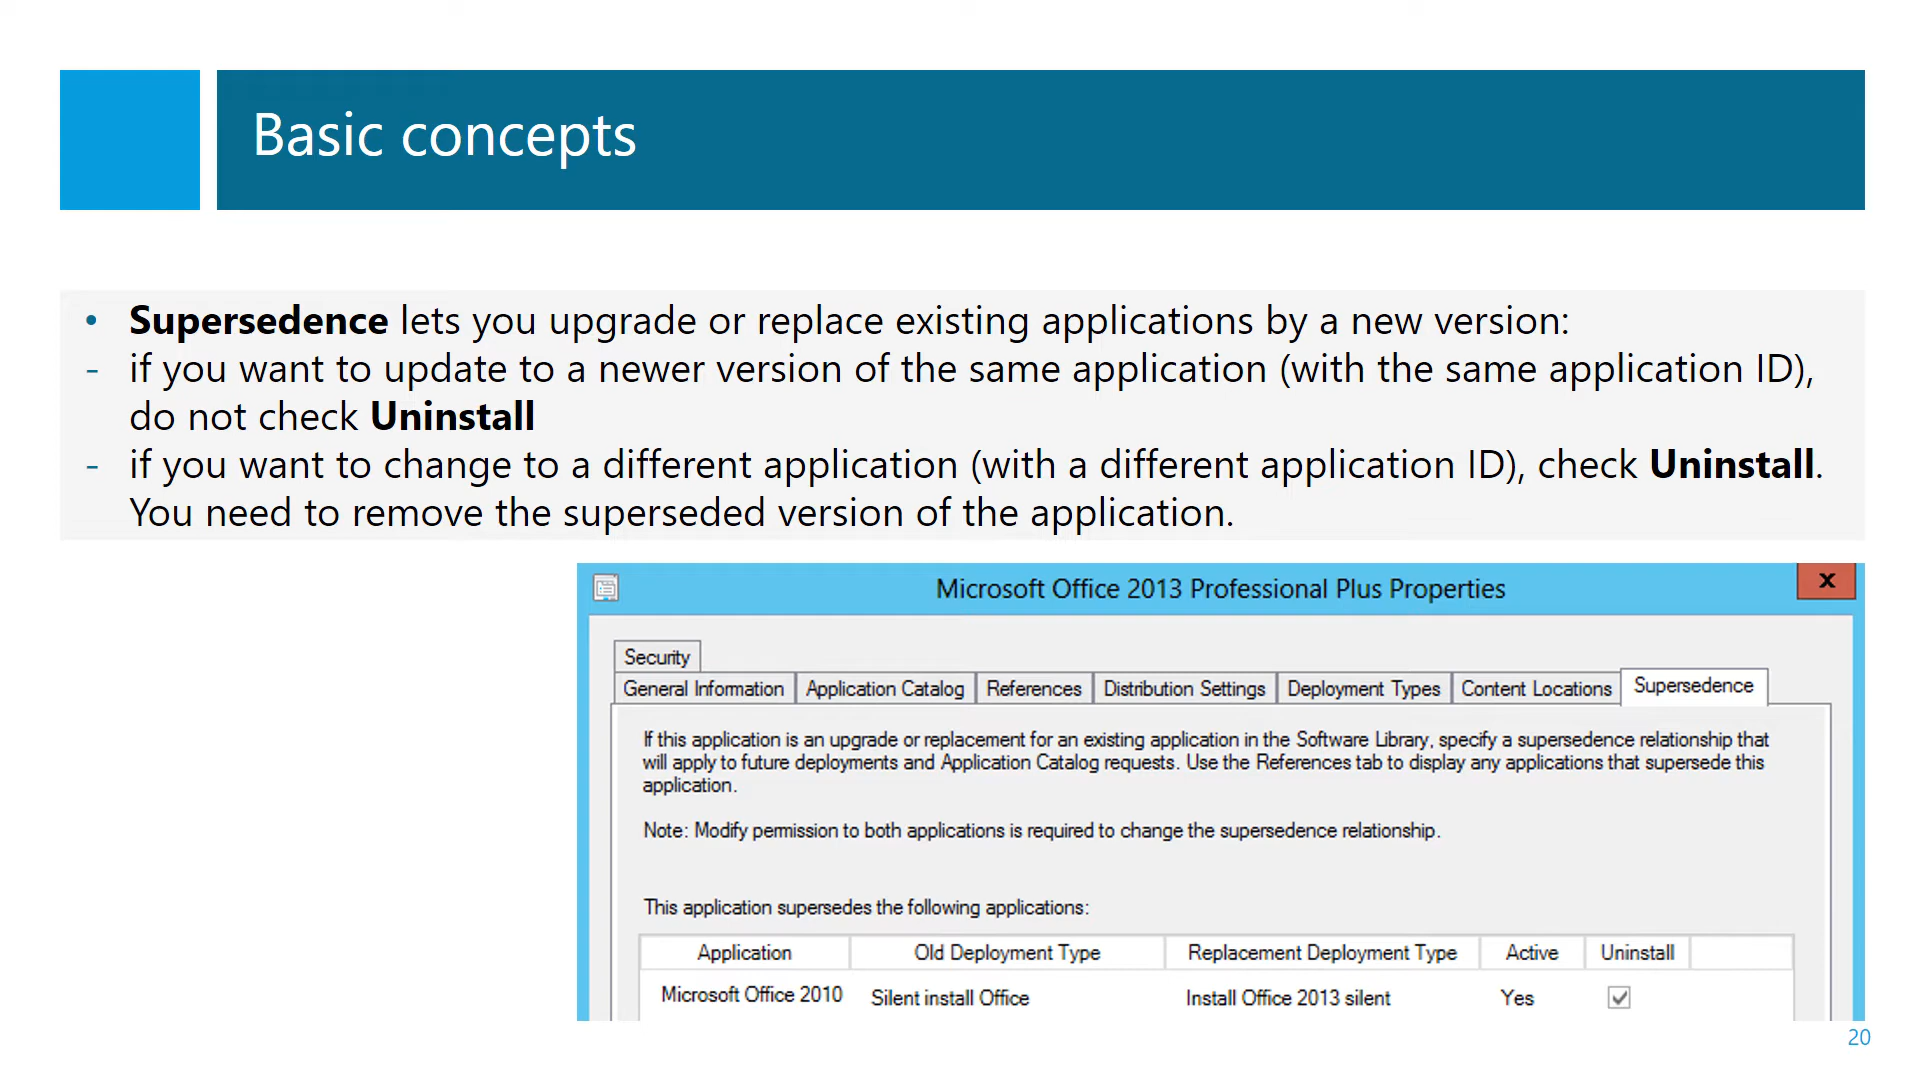 Basic concepts
• Supersedence lets you upgrade or replace existing applications by a new version:
- if you want to update to a newer version of the same application (with the same application ID),
do not check Uninstall
- if you want to change to a different application (with a different application ID), check Uninstall.
You need to remove the superseded version of the application.
Microsoft Office 2013 Professional Plus Properties
x
Security
General Information Application Catalog References Distribution Settings Deployment Types Content Locations Supersedence
If this application is an upgrade or replacement for an existing application in the Software Library, specify a supersedence relationship that
will apply to future deployments and Application Catalog requests. Use the References tab to display any applications that supersede this
application.
Note: Modify permission to both applications is required to change the supersedence relationship.
This application supersedes the following applications:
Application Old Deployment Type Replacement Deployment Type Active Uninstall
Microsoft Office 2010 Silent install Office Install Office 2013 silent Yes
20